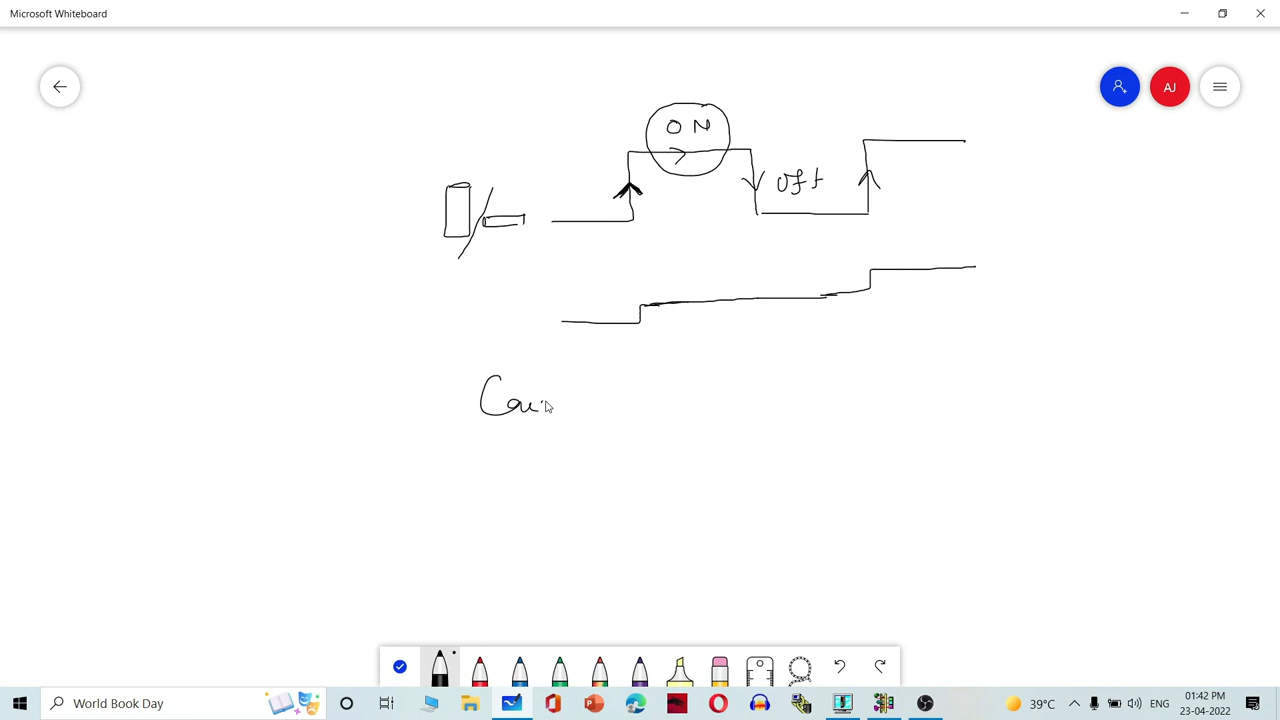 Microsoft Whiteboard
AJ
ON
Off
World Book Day
39°C
ENG
01:42 PM
23-04-2022